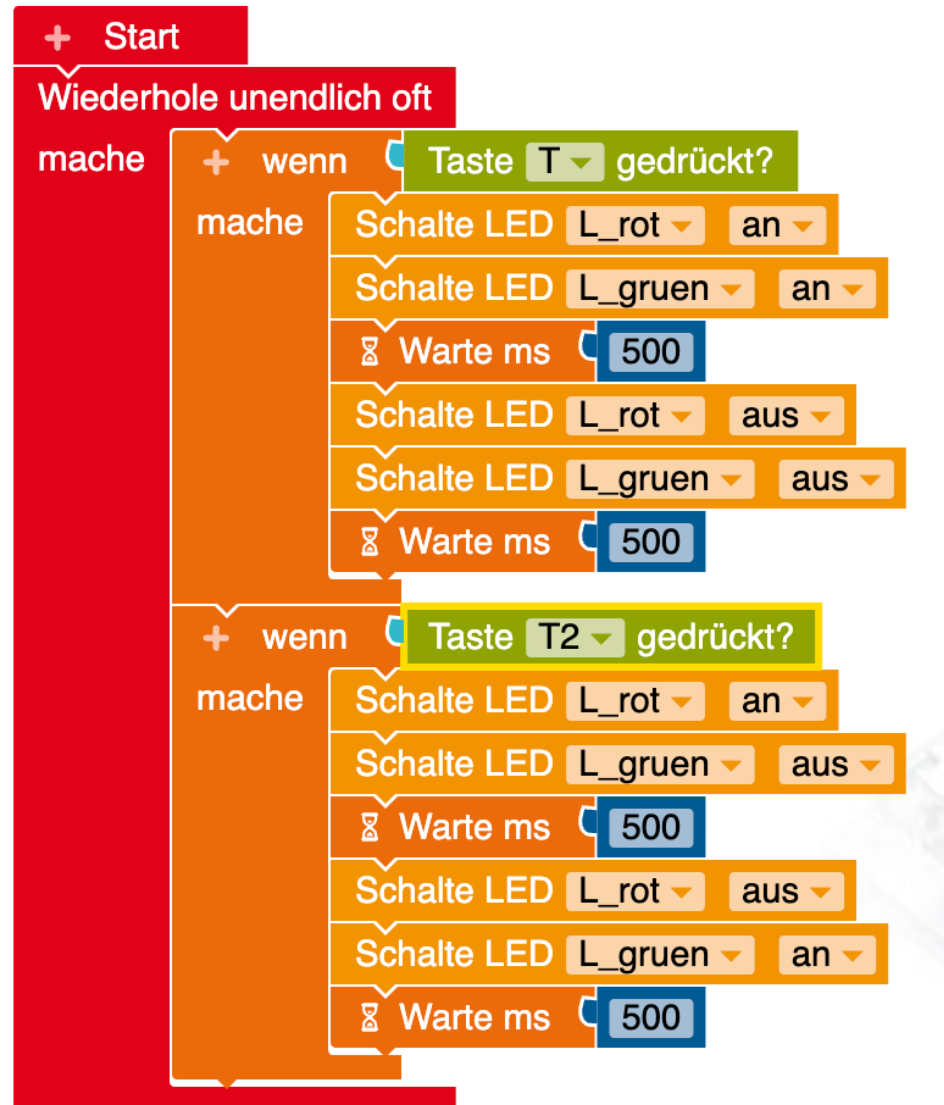 + Start
Wiederhole unendlich oft
mache + wenn Taste T gedrückt?
mache Schalte LED L_rot an
Schalte LED L_gruen an
Warte ms 500
Schalte LED L_rot aus
Schalte LED L_gruen aus
Warte ms 500
+ wenn Taste T2 gedrückt?
mache Schalte LED L_rot an
Schalte LED L_gruen aus
Warte ms 500
Schalte LED L_rot aus
Schalte LED L_gruen an
Warte ms 500